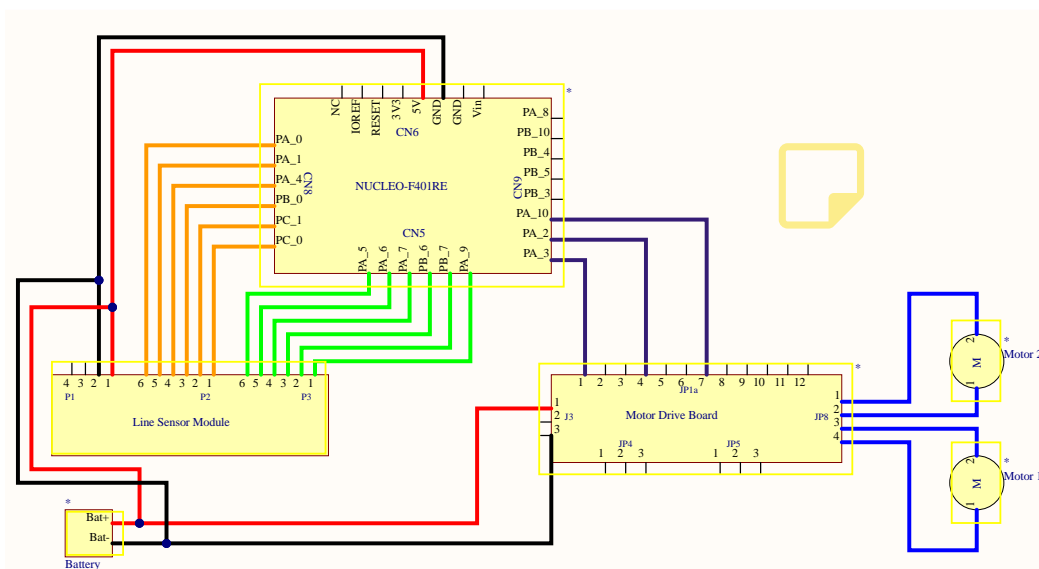 NC
IOREF
RESET
3V3
5V
GND
GND
Vin
*
CN6
PA_8
PB_10
PB_4
PB_5
PB_3
PA_10
PA_2
PA_3
CN9
PA_0
PA_1
PA_4
PB_0
PC_1
PC_0
CN8
NUCLEO-F401RE
CN5
PA_5
PA_6
PA_7
PB_6
PB_7
PA_9
4 3 2 1
P1
6 5 4 3 2 1
P2
6 5 4 3 2 1
P3
Line Sensor Module
*
1 2 3 4 5 6 7 8 9 10 11 12
JP1a
1
2
3
J3
Motor Drive Board
JP8
1
2
3
4
JP4
1 2 3
JP5
1 2 3
*
2
M
1
Motor 2
*
2
M
1
Motor 1
*
Bat+
Bat-
Battery